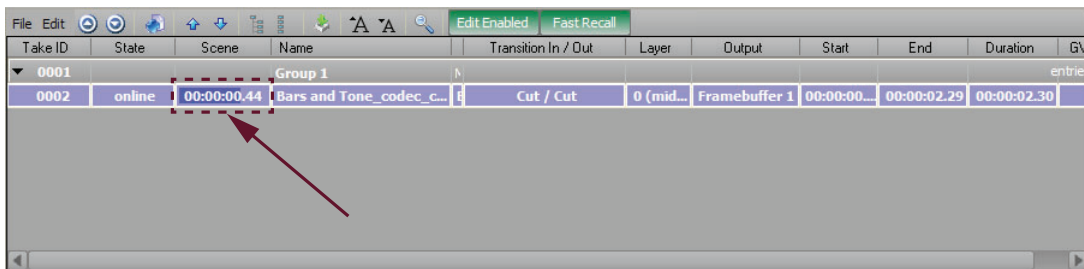 File Edit A A Edit Enabled Fast Recall
Take ID State Scene Name Transition In / Out Layer Output Start End Duration
0001 Group 1
0002 online 00:00:00.44 Bars and Tone_codec_c... Cut / Cut 0 (mid... Framebuffer 1 00:00:00.... 00:00:02.29 00:00:02.30